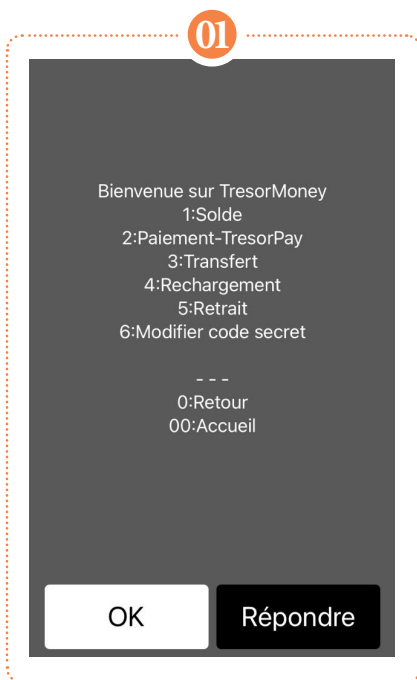 01
Bienvenue sur TresorMoney
1:Solde
2:Paiement-TresorPay
3:Transfert
4:Rechargement
5:Retrait
6:Modifier code secret
- - -
0:Retour
00:Accueil
OK
Répondre